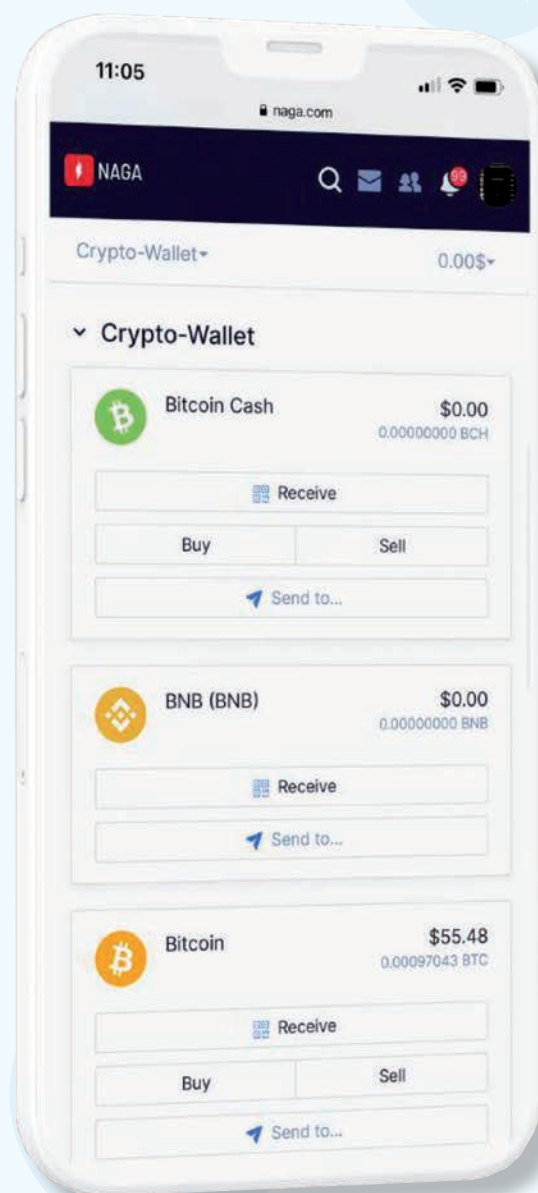 11:05
naga.com
NAGA
99
Crypto-Wallet
0.00$
Crypto-Wallet
Bitcoin Cash
$0.00
0.00000000 BCH
Receive
Buy Sell
Send to...
BNB (BNB)
$0.00
0.00000000 BNB
Receive
Send to...
Bitcoin
$55.48
0.00097043 BTC
Receive
Buy Sell
Send to...